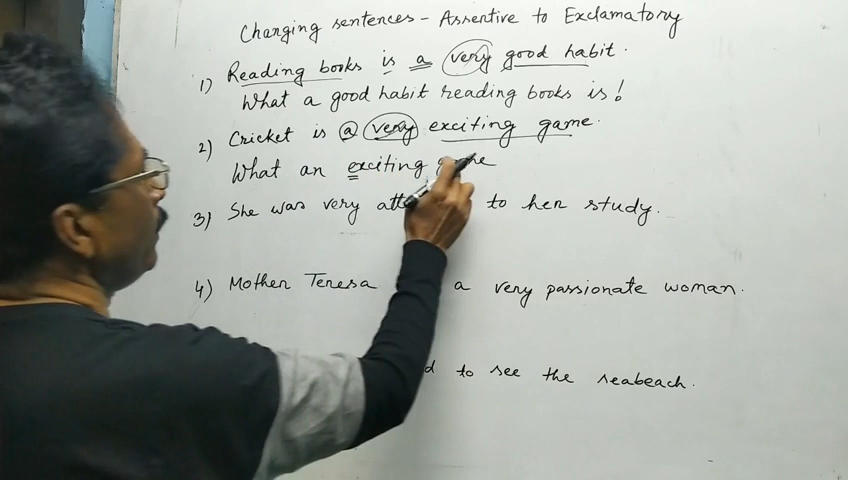 Changing sentences - Assertive to Exclamatory
1) Reading books is a very good habit.
What a good habit reading books is!
2) Cricket is a very exciting game.
What an exciting
3) She was very to her study.
4) Mother Teresa a very passionate woman.
to see the seabeach.